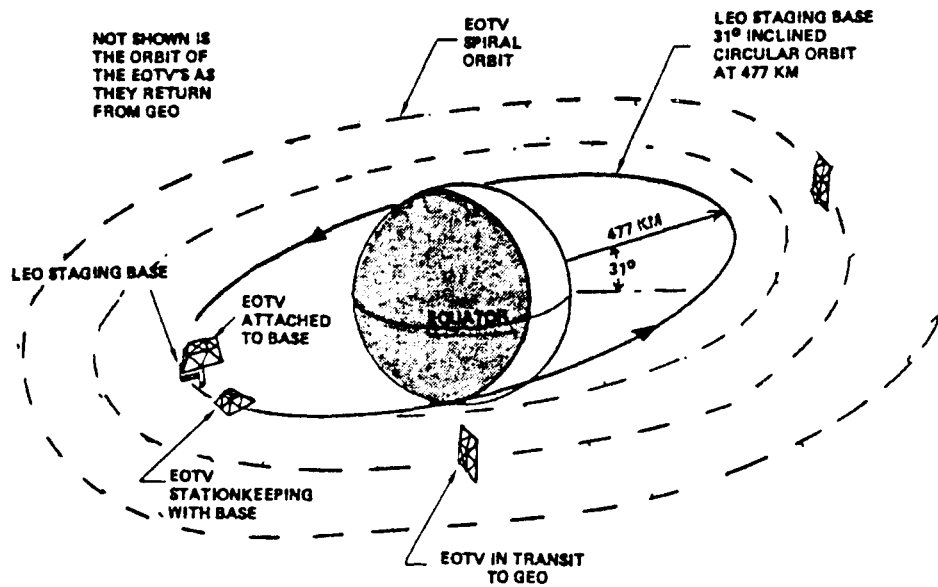 NOT SHOWN IS
THE ORBIT OF
THE EOTV'S AS
THEY RETURN
FROM GEO
EOTV
SPIRAL
ORBIT
LEO STAGING BASE
31° INCLINED
CIRCULAR ORBIT
AT 477 KM
477 KM
31°
LEO STAGING BASE
EOTV
ATTACHED
TO BASE
EQUATOR
EOTV
STATIONKEEPING
WITH BASE
EOTV IN TRANSIT
TO GEO